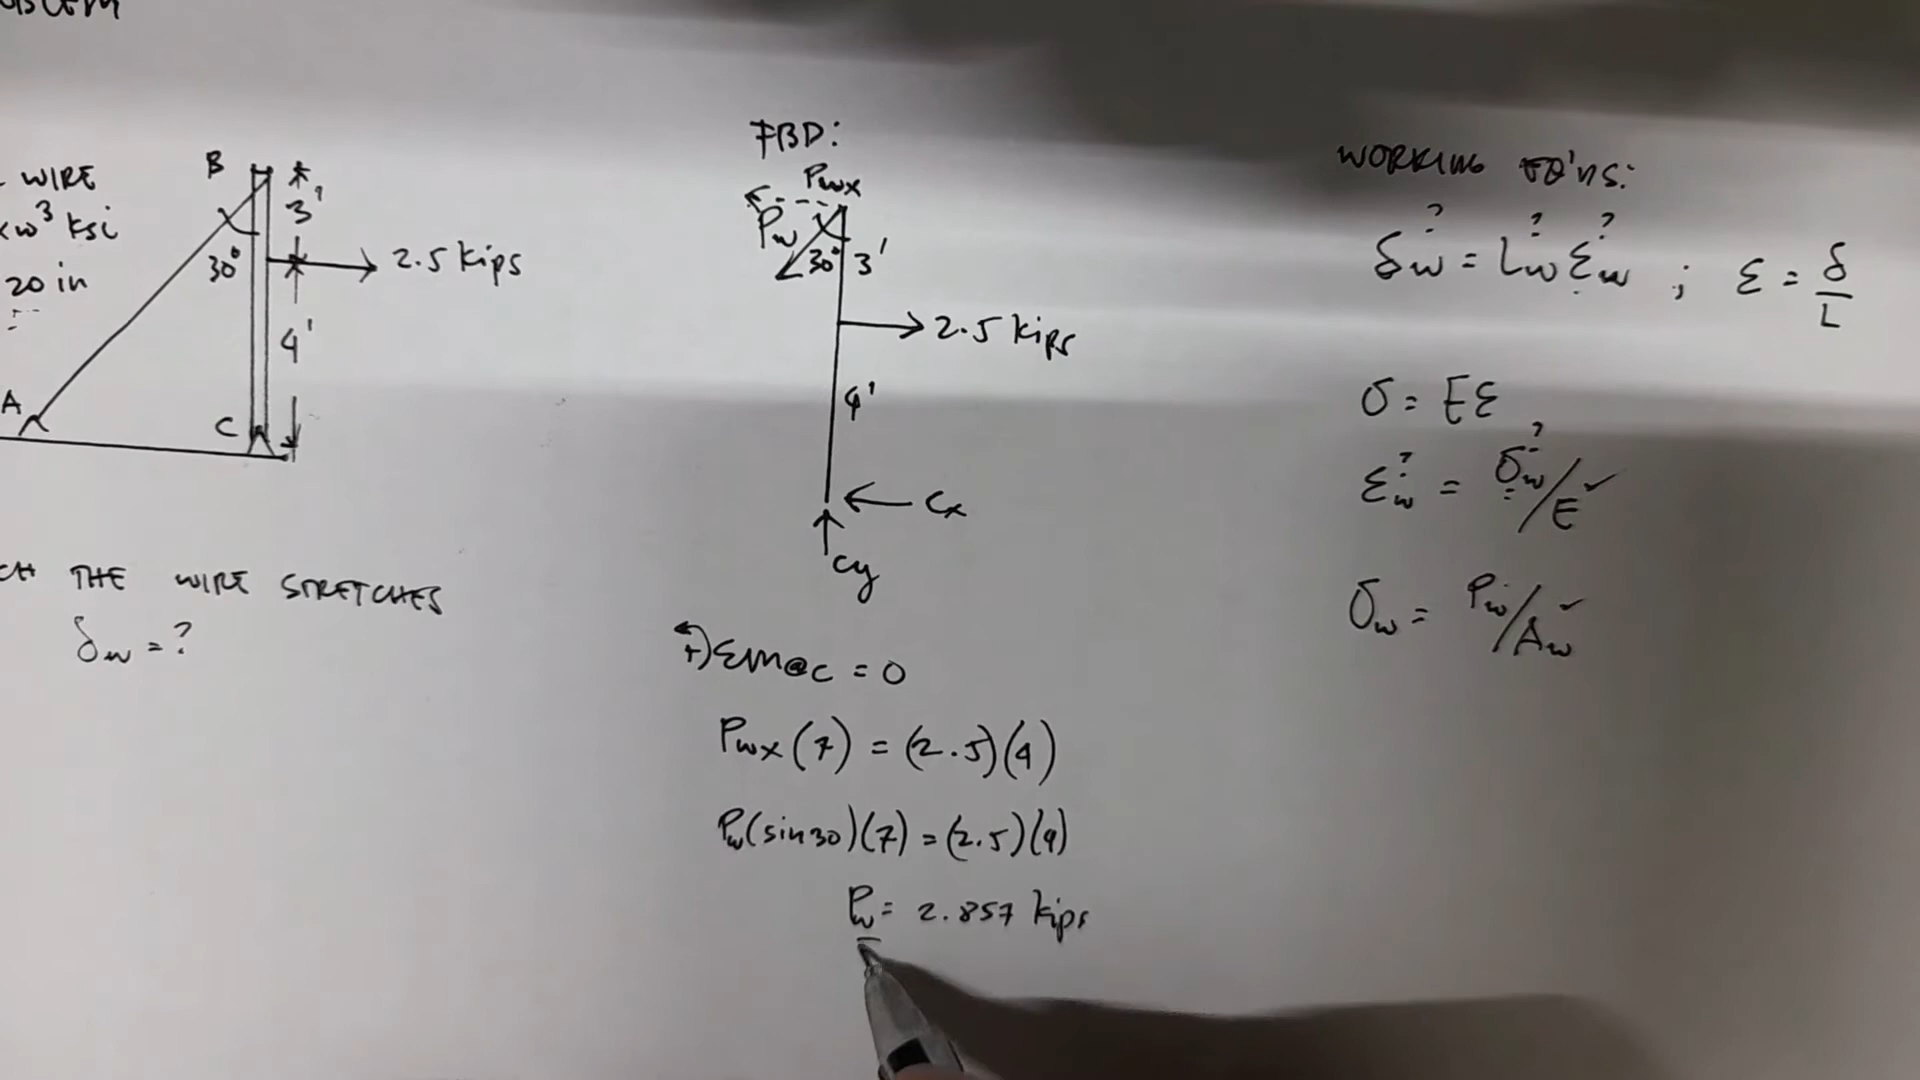 WIRE
ksi
20 in
B
3'
30°
2.5 kips
4'
A
C
THE WIRE STRETCHES
δw = ?
FBD:
Pwx
Pw
30° 3'
2.5 kips
4'
Cx
Cy
+) ΣM@C = 0
Pwx (7) = (2.5)(4)
Pw (sin30)(7) = (2.5)(4)
Pw = 2.857 kips
WORKING EQ'NS:
? ? ?
δw = Lw εw ; ε = δ/L
σ = Eε
? ?
εw = σw/E ✓
σw = Pw/Aw ✓